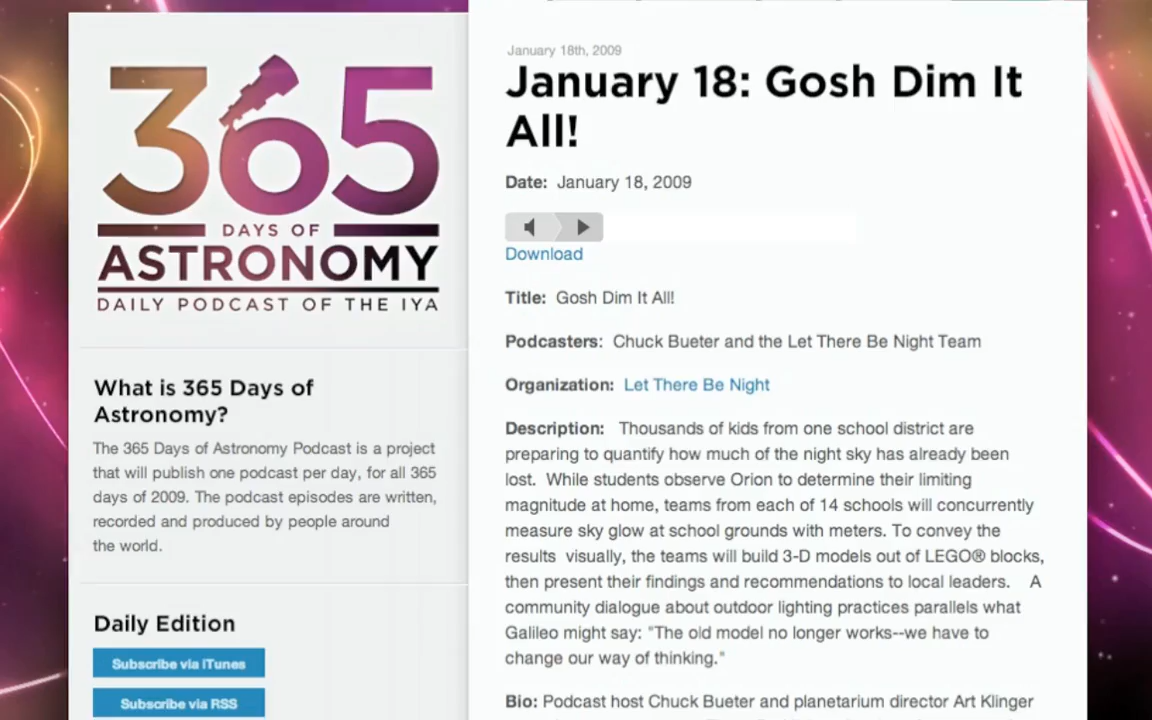 365
DAYS OF
ASTRONOMY
DAILY PODCAST OF THE IYA
What is 365 Days of
Astronomy?
The 365 Days of Astronomy Podcast is a project
that will publish one podcast per day, for all 365
days of 2009. The podcast episodes are written,
recorded and produced by people around
the world.
Daily Edition
Subscribe via iTunes
Subscribe via RSS
January 18th, 2009
January 18: Gosh Dim It
All!
Date: January 18, 2009
Download
Title: Gosh Dim It All!
Podcasters: Chuck Bueter and the Let There Be Night Team
Organization: Let There Be Night
Description: Thousands of kids from one school district are
preparing to quantify how much of the night sky has already been
lost. While students observe Orion to determine their limiting
magnitude at home, teams from each of 14 schools will concurrently
measure sky glow at school grounds with meters. To convey the
results visually, the teams will build 3-D models out of LEGO® blocks,
then present their findings and recommendations to local leaders. A
community dialogue about outdoor lighting practices parallels what
Galileo might say: "The old model no longer works--we have to
change our way of thinking."
Bio: Podcast host Chuck Bueter and planetarium director Art Klinger